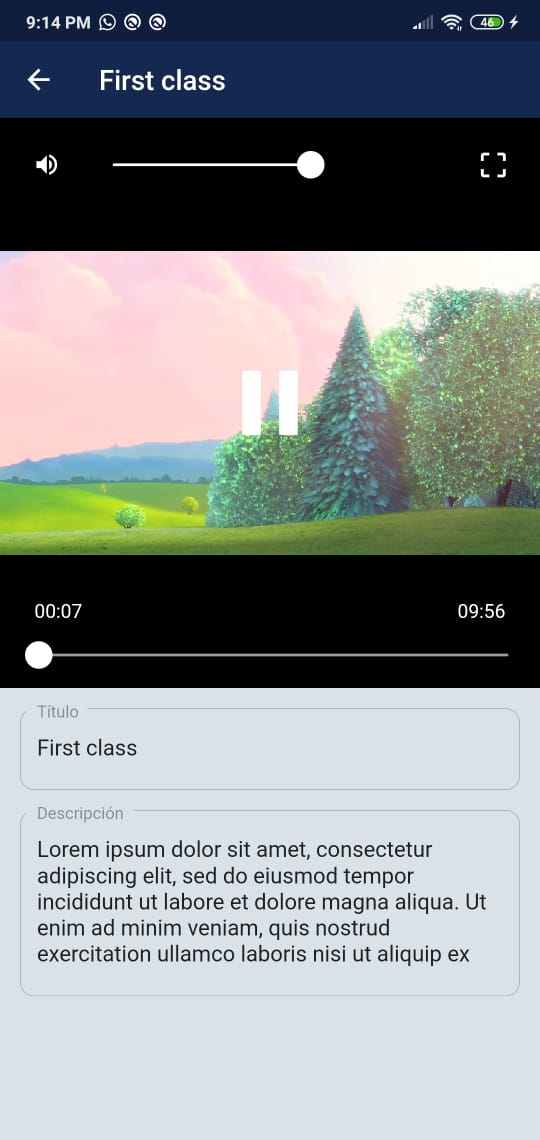 9:14 PM
46
First class
00:07
09:56
Título
First class
Descripción
Lorem ipsum dolor sit amet, consectetur
adipiscing elit, sed do eiusmod tempor
incididunt ut labore et dolore magna aliqua. Ut
enim ad minim veniam, quis nostrud
exercitation ullamco laboris nisi ut aliquip ex